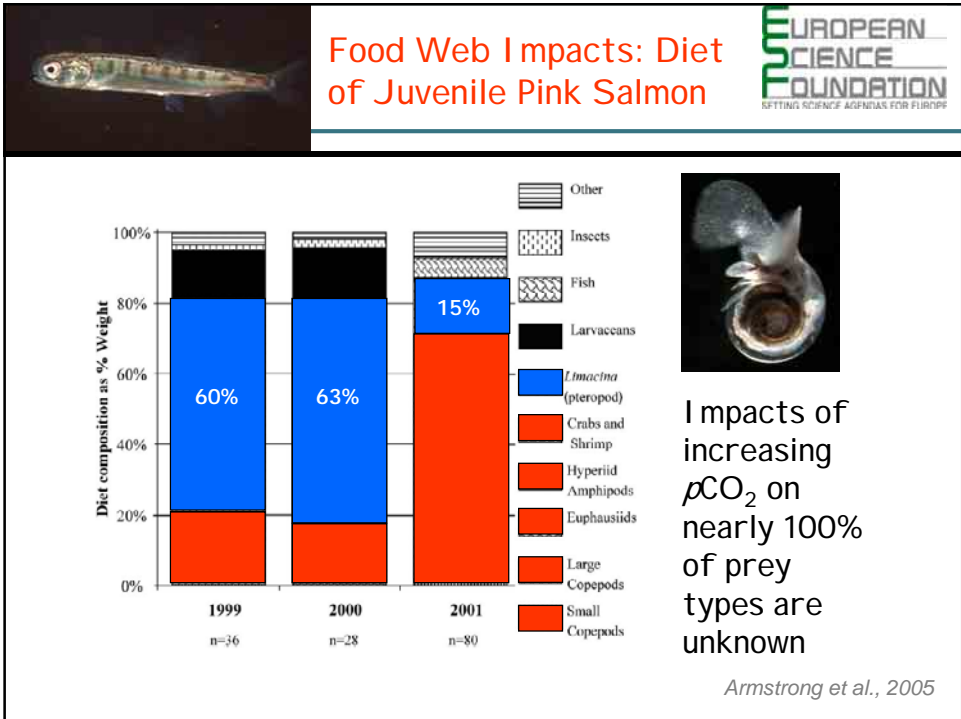 Food Web Impacts: Diet
of Juvenile Pink Salmon
EUROPEAN
SCIENCE
FOUNDATION
SETTING SCIENCE AGENDAS FOR EUROPE
Diet composition as % Weight
100%
80%
60%
40%
20%
0%
60%
63%
15%
1999
2000
2001
n=36
n=28
n=80
Other
Insects
Fish
Larvaceans
Limacina
(pteropod)
Crabs and
Shrimp
Hyperiid
Amphipods
Euphausiids
Large
Copepods
Small
Copepods
Impacts of
increasing
pCO₂ on
nearly 100%
of prey
types are
unknown
Armstrong et al., 2005